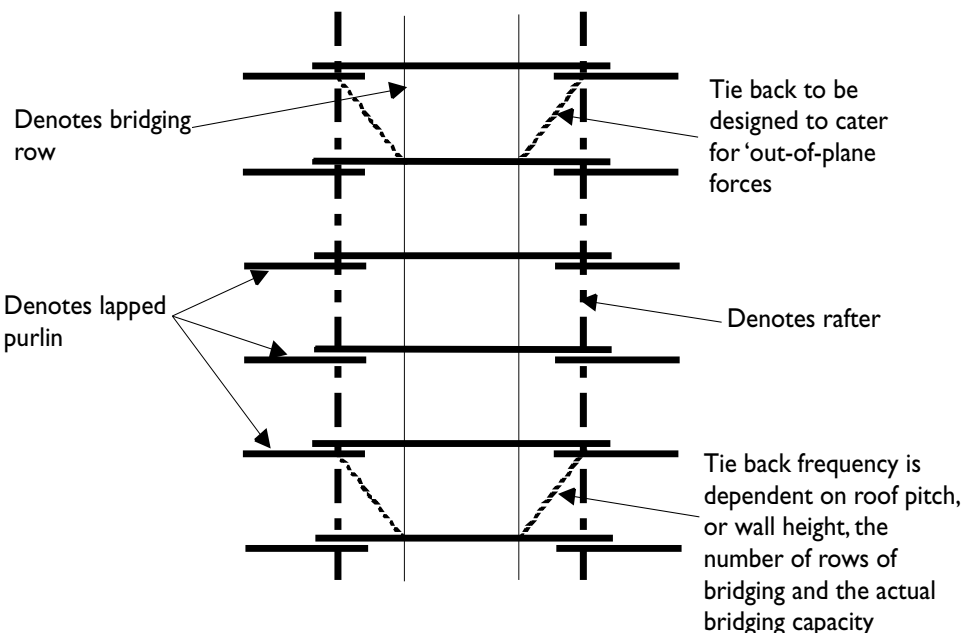 Denotes bridging
row
Tie back to be
designed to cater
for ‘out-of-plane
forces
Denotes lapped
purlin
Denotes rafter
Tie back frequency is
dependent on roof pitch,
or wall height, the
number of rows of
bridging and the actual
bridging capacity